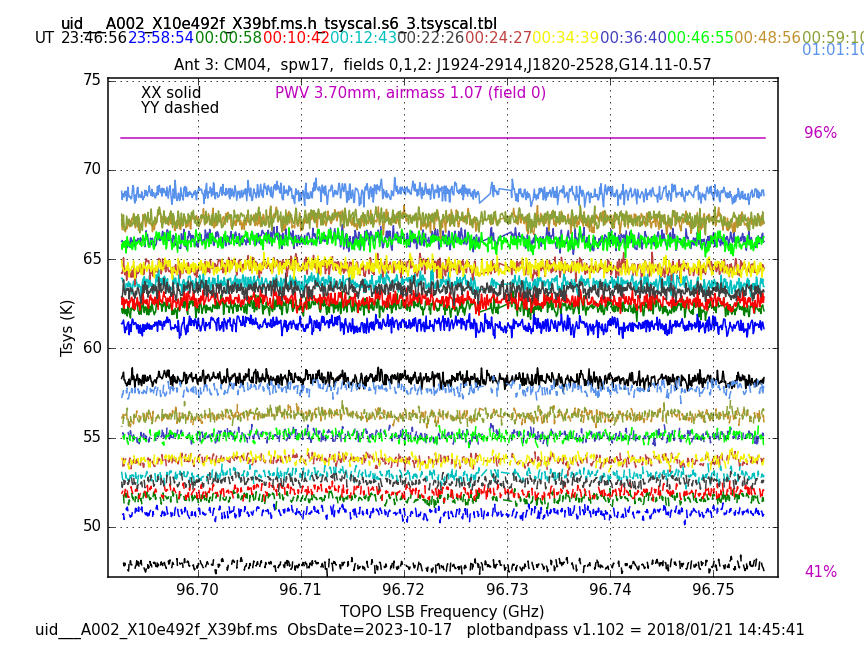 uid___A002_X10e492f_X39bf.ms.h_tsyscal.s6_3.tsyscal.tbl
UT 23:46:56 23:58:54 00:00:58 00:10:42 00:12:43 00:22:26 00:24:27 00:34:39 00:36:40 00:46:55 00:48:56 00:59:10
01:01:10
Ant 3: CM04, spw17, fields 0,1,2: J1924-2914,J1820-2528,G14.11-0.57
XX solid
YY dashed
PWV 3.70mm, airmass 1.07 (field 0)
96%
41%
75
70
65
60
55
50
Tsys (K)
96.70 96.71 96.72 96.73 96.74 96.75
TOPO LSB Frequency (GHz)
uid___A002_X10e492f_X39bf.ms ObsDate=2023-10-17 plotbandpass v1.102 = 2018/01/21 14:45:41